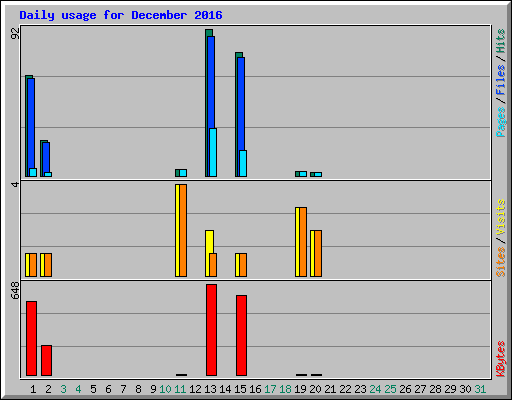 Daily usage for December 2016
92
4
648
Pages / Files / Hits
Sites / Visits
KBytes
1 2 3 4 5 6 7 8 9 10 11 12 13 14 15 16 17 18 19 20 21 22 23 24 25 26 27 28 29 30 31